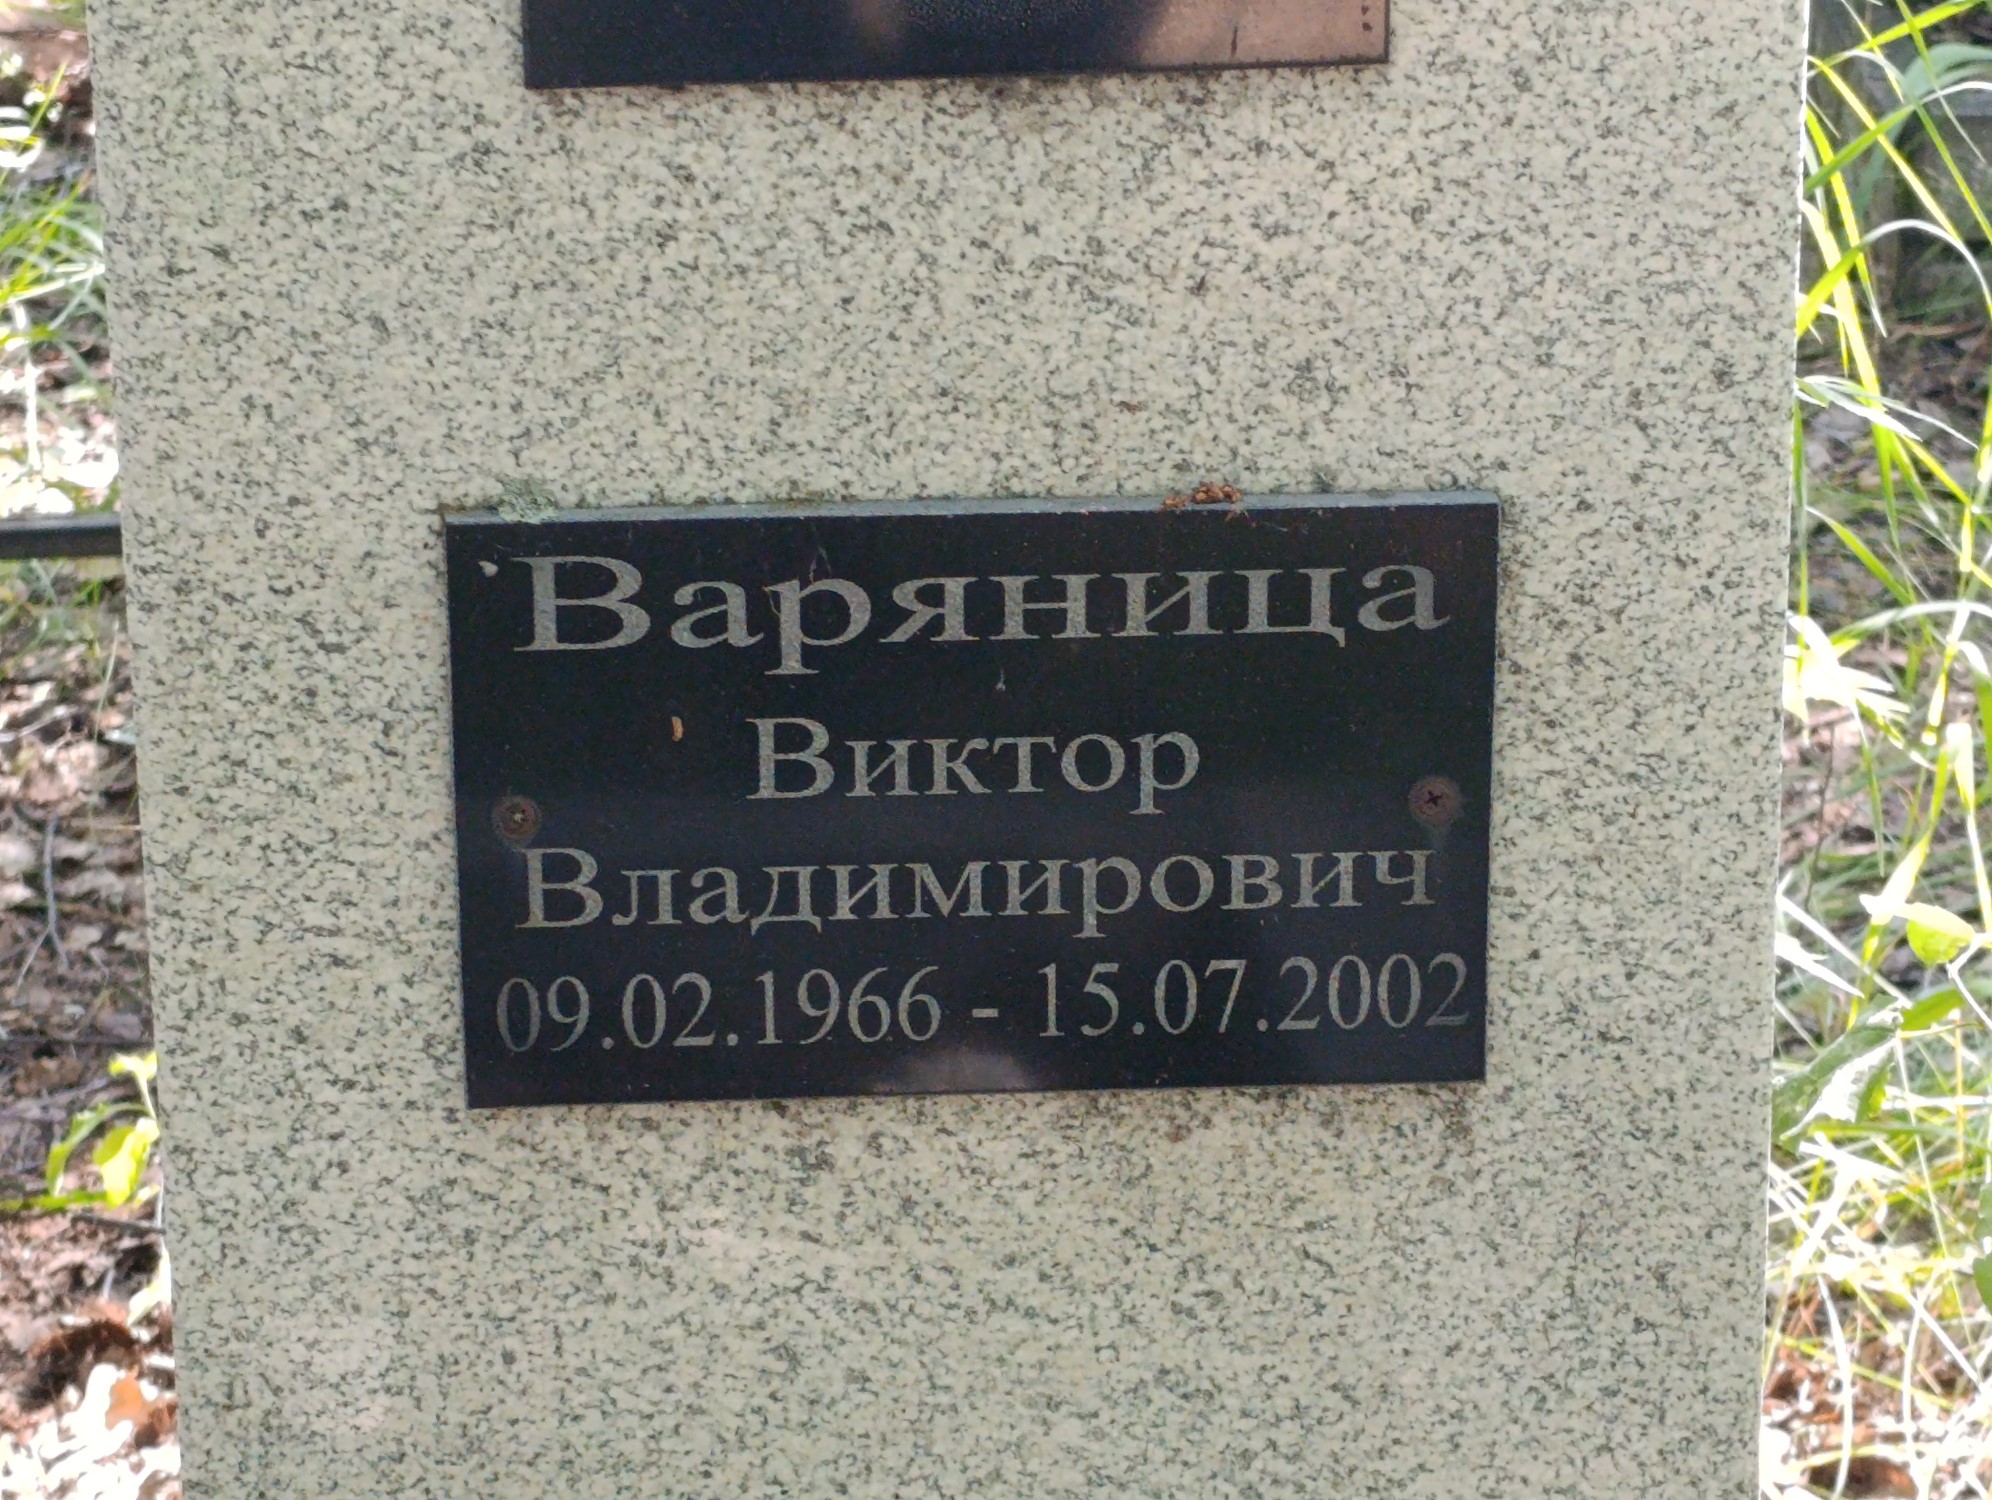 Варяница
Виктор
Владимирович
09.02.1966 - 15.07.2002